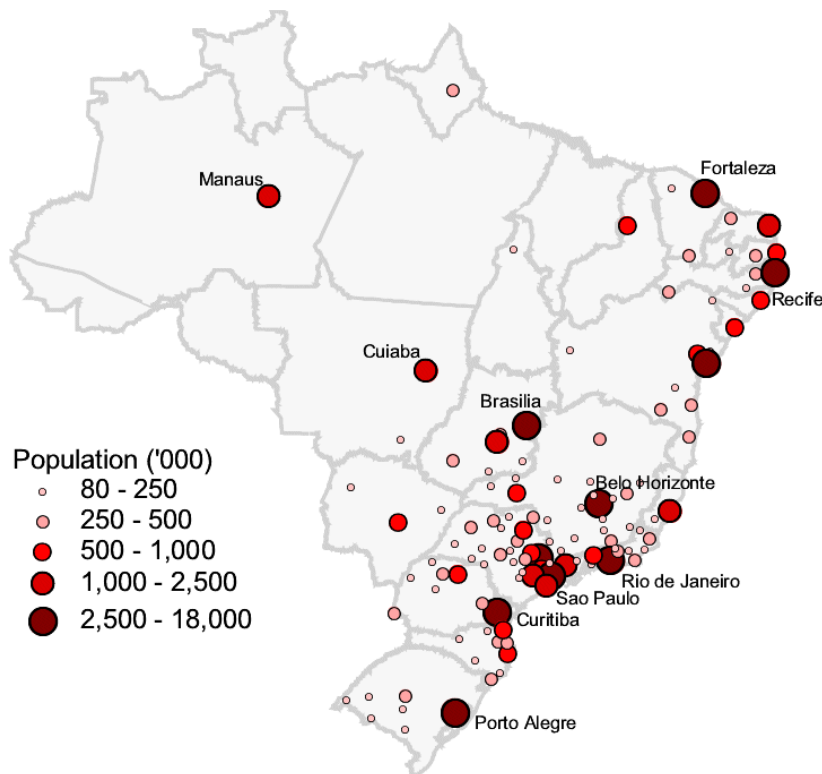 Fortaleza
Manaus
Recife
Cuiaba
Brasilia
Population ('000)
80 - 250
250 - 500
500 - 1,000
1,000 - 2,500
2,500 - 18,000
Belo Horizonte
Rio de Janeiro
Sao Paulo
Curitiba
Porto Alegre